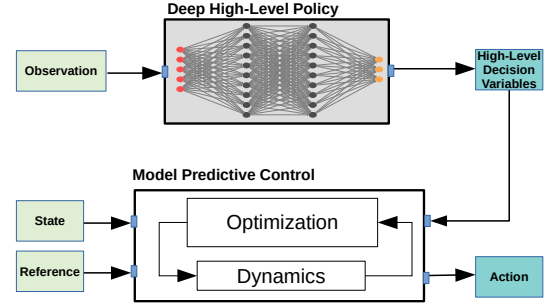 Deep High-Level Policy
Observation
High-Level
Decision
Variables
Model Predictive Control
State
Optimization
Reference
Dynamics
Action